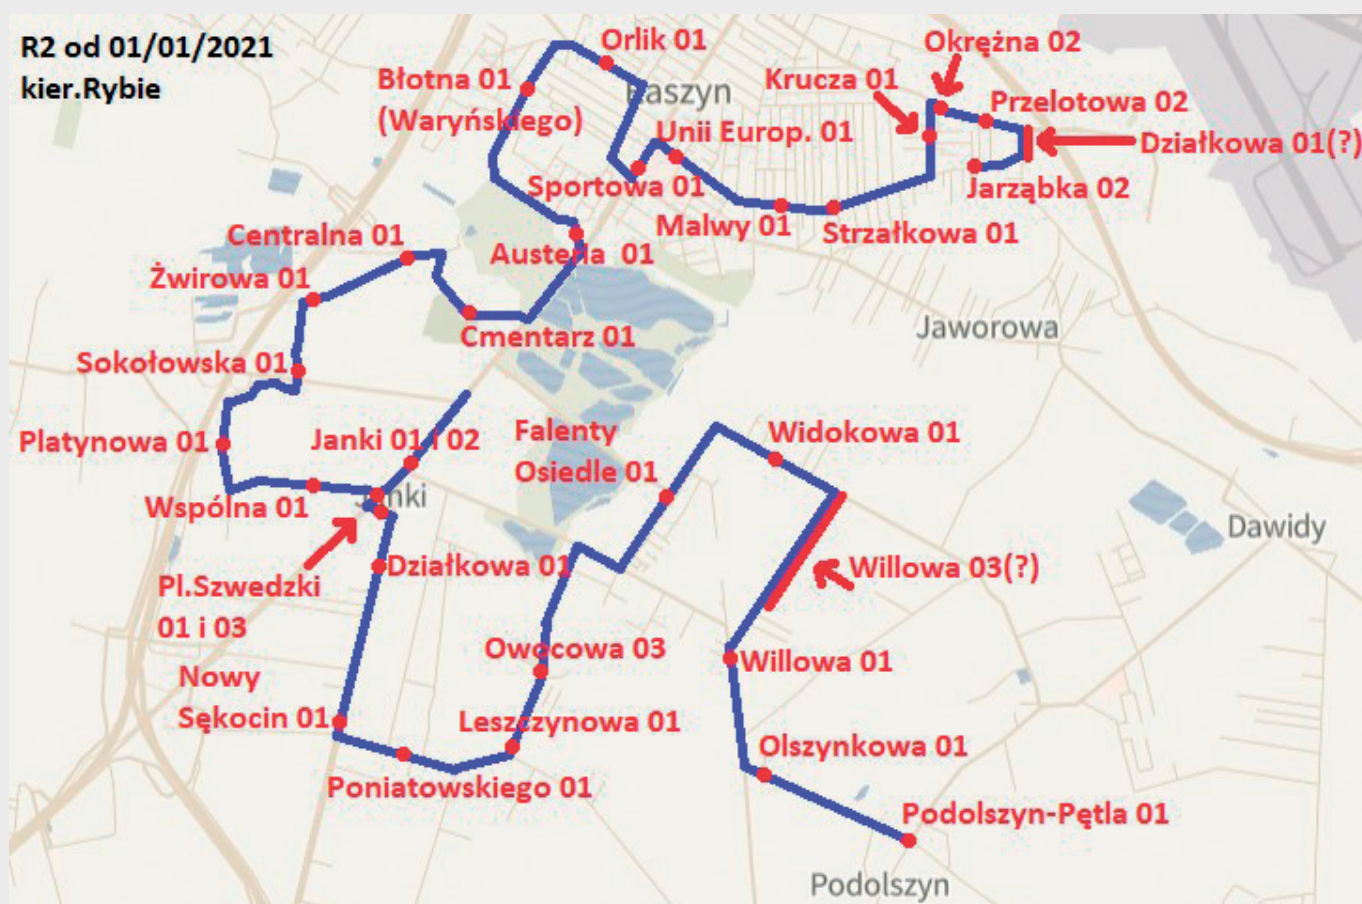 R2 od 01/01/2021
kier.Rybie
Orlik 01
Okrężna 02
Błotna 01
(Waryńskiego)
Raszyn
Krucza 01
Przelotowa 02
Unii Europ. 01
Działkowa 01(?)
Sportowa 01
Jarząbka 02
Malwy 01
Strzałkowa 01
Centralna 01
Austeria 01
Żwirowa 01
Cmentarz 01
Jaworowa
Sokołowska 01
Platynowa 01
Janki 01 i 02
Falenty
Osiedle 01
Widokowa 01
Wspólna 01
Janki
Dawidy
Działkowa 01
Willowa 03(?)
Pl.Szwedzki
01 i 03
Owocowa 03
Willowa 01
Nowy
Sękocin 01
Leszczynowa 01
Olszynkowa 01
Poniatowskiego 01
Podolszyn-Pętla 01
Podolszyn